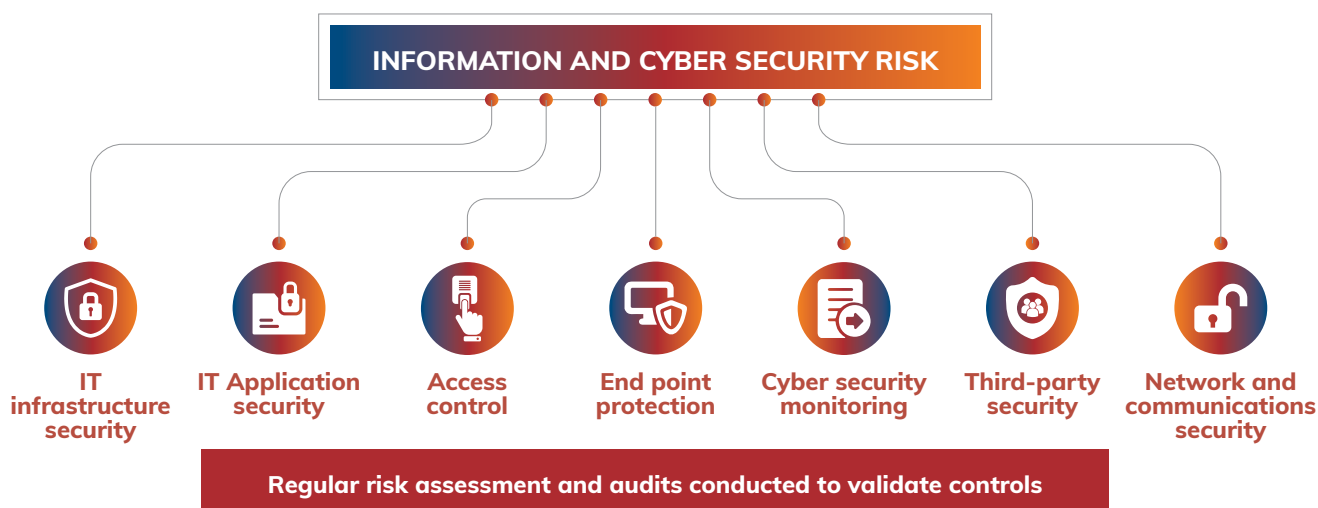 INFORMATION AND CYBER SECURITY RISK
IT
infrastructure
security
IT Application
security
Access
control
End point
protection
Cyber security
monitoring
Third-party
security
Network and
communications
security
Regular risk assessment and audits conducted to validate controls